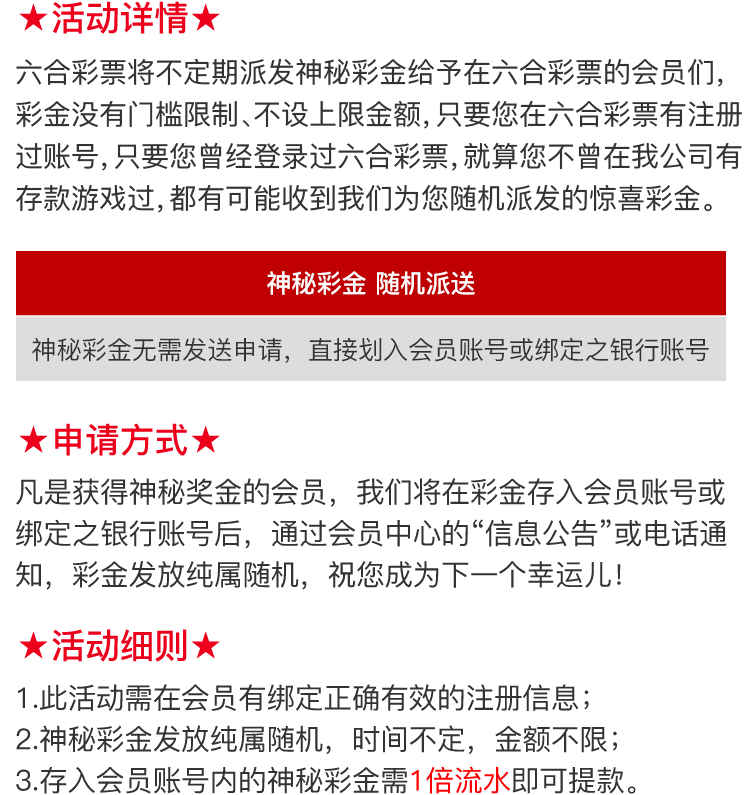 ★活动详情★
六合彩票将不定期派发神秘彩金给予在六合彩票的会员们，
彩金没有门槛限制、不设上限金额，只要您在六合彩票有注册
过账号，只要您曾经登录过六合彩票，就算您不曾在我公司有
存款游戏过，都有可能收到我们为您随机派发的惊喜彩金。
神秘彩金 随机派送
神秘彩金无需发送申请，直接划入会员账号或绑定之银行账号
★申请方式★
凡是获得神秘奖金的会员，我们将在彩金存入会员账号或
绑定之银行账号后，通过会员中心的“信息公告”或电话通
知，彩金发放纯属随机，祝您成为下一个幸运儿！
★活动细则★
1.此活动需在会员有绑定正确有效的注册信息；
2.神秘彩金发放纯属随机，时间不定，金额不限；
3.存入会员账号内的神秘彩金需1倍流水即可提款。